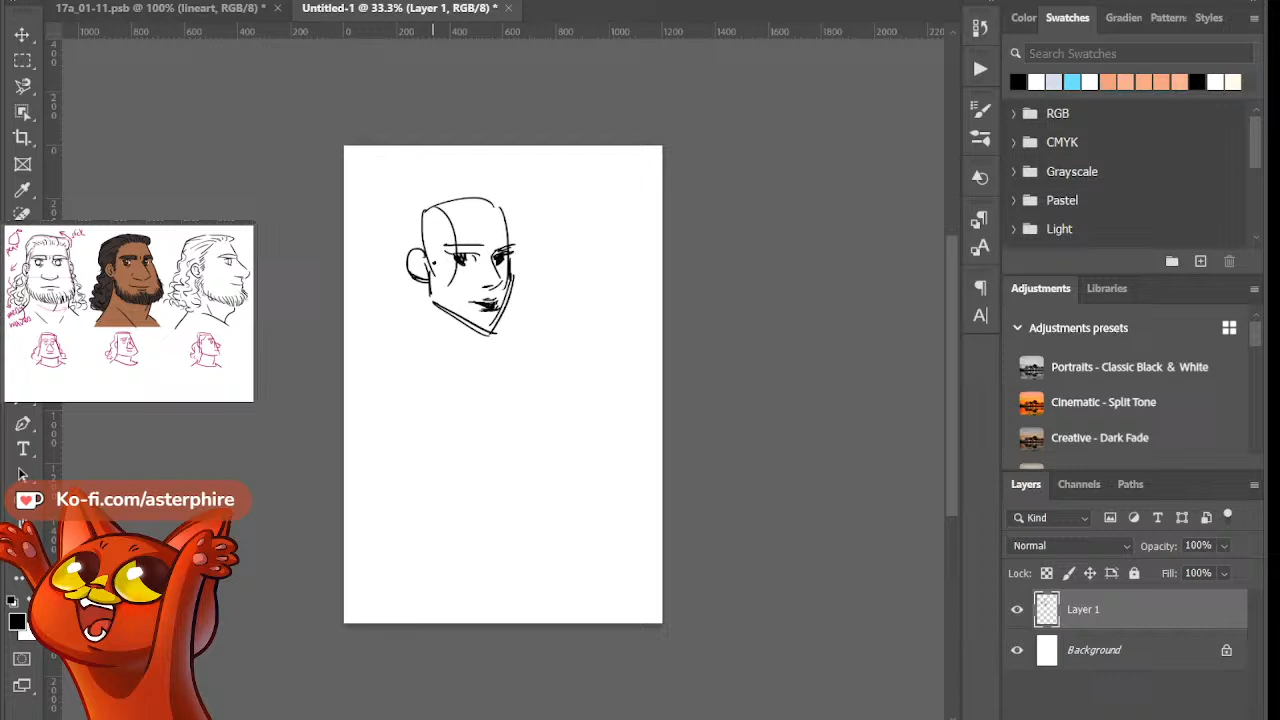 17a_01-11.psb @ 100% (lineart, RGB/8) *
Untitled-1 @ 33.3% (Layer 1, RGB/8) *
1000 800 600 400 200 0 200 400 600 800 1000 1200 1400 1600 1800 2000
Color Swatches Gradien Pattern: Styles
Search Swatches
RGB
CMYK
Grayscale
Pastel
Light
Adjustments Libraries
Adjustments presets
Portraits - Classic Black & White
Cinematic - Split Tone
Creative - Dark Fade
Layers Channels Paths
Kind
Normal Opacity: 100%
Lock: Fill: 100%
Layer 1
Background
Ko-fi.com/asterphire